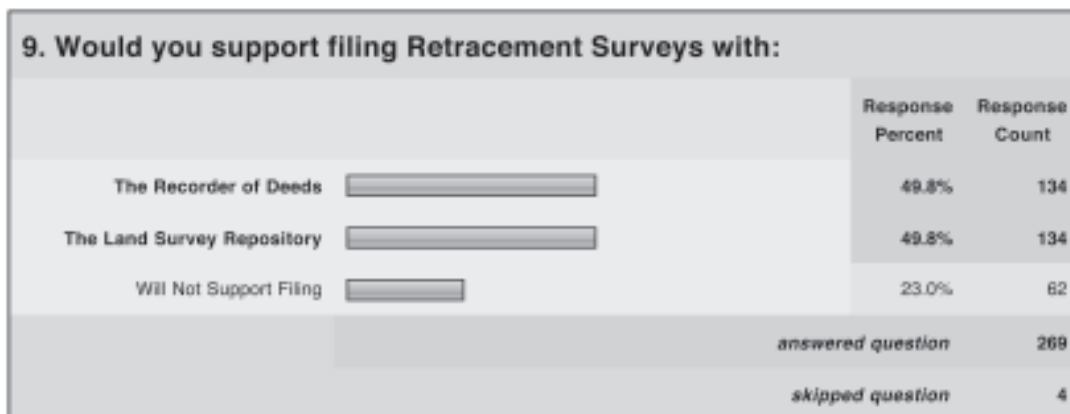 9. Would you support filing Retracement Surveys with:
Response Percent
Response Count
The Recorder of Deeds 49.8% 134
The Land Survey Repository 49.8% 134
Will Not Support Filing 23.0% 62
answered question 269
skipped question 4